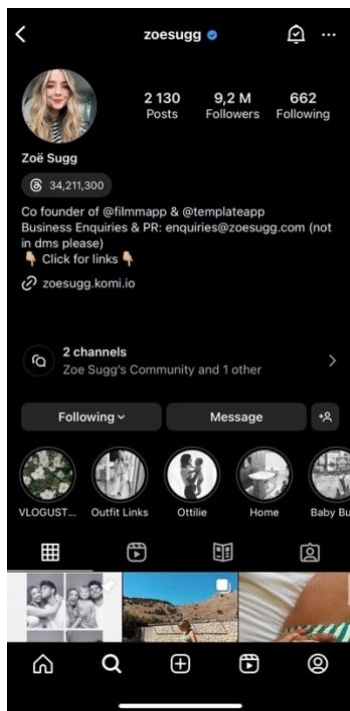 zoesugg
2 130 9,2 M 662
Posts Followers Following
Zoë Sugg
34,211,300
Co founder of @filmmapp & @templateapp
Business Enquiries & PR: enquiries@zoesugg.com (not
in dms please)
👇🏼 Click for links 👇🏼
zoesugg.komi.io
2 channels
Zoe Sugg's Community and 1 other
Following Message
VLOGUST... Outfit Links Ottilie Home Baby Bu